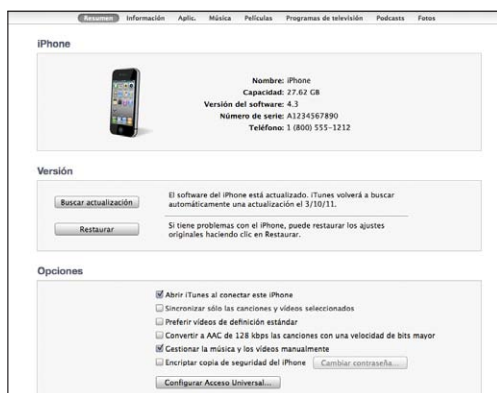 Resumen Información Aplic. Música Películas Programas de televisión Podcasts Fotos
iPhone
Nombre: iPhone
Capacidad: 27.62 GB
Versión del software: 4.3
Número de serie: A1234567890
Teléfono: 1 (800) 555-1212
Versión
Buscar actualización
El software del iPhone está actualizado. iTunes volverá a buscar
automáticamente una actualización el 3/10/11.
Restaurar
Si tiene problemas con el iPhone, puede restaurar los ajustes
originales haciendo clic en Restaurar.
Opciones
Abrir iTunes al conectar este iPhone
Sincronizar sólo las canciones y vídeos seleccionados
Preferir vídeos de definición estándar
Convertir a AAC de 128 kbps las canciones con una velocidad de bits mayor
Gestionar la música y los vídeos manualmente
Encriptar copia de seguridad del iPhone Cambiar contraseña...
Configurar Acceso Universal...